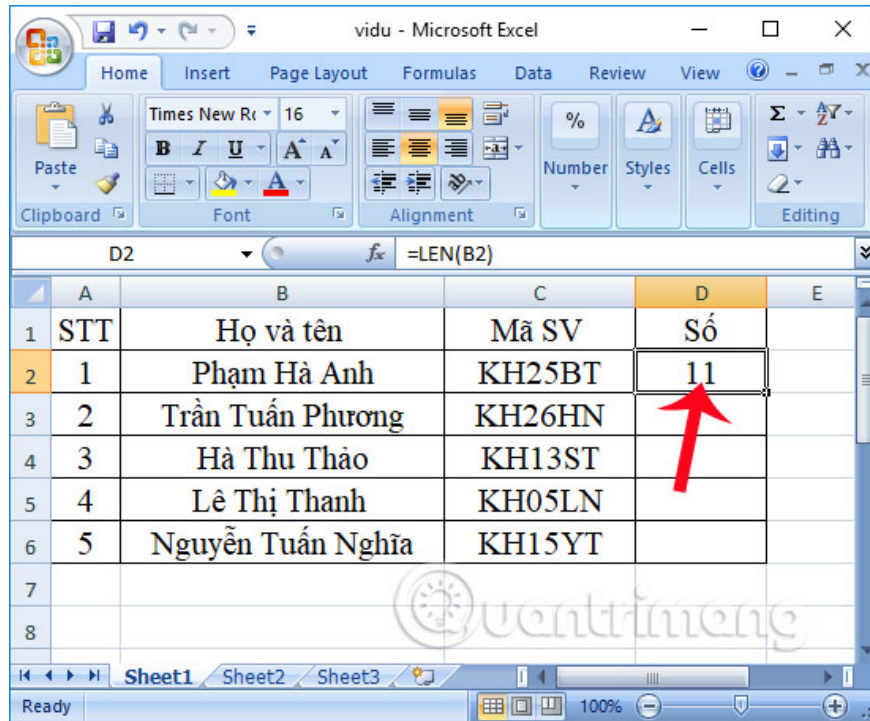 vidu - Microsoft Excel
Home Insert Page Layout Formulas Data Review View
Times New Ro 16
B I U A A
Paste
% Number Styles Cells
Clipboard Font Alignment Editing
D2 fx =LEN(B2)
A B C D E
1 STT Họ và tên Mã SV Số
2 1 Phạm Hà Anh KH25BT 11
3 2 Trần Tuấn Phương KH26HN
4 3 Hà Thu Thảo KH13ST
5 4 Lê Thị Thanh KH05LN
6 5 Nguyễn Tuấn Nghĩa KH15YT
7
8
Quantrimang
Sheet1 Sheet2 Sheet3
Ready 100%